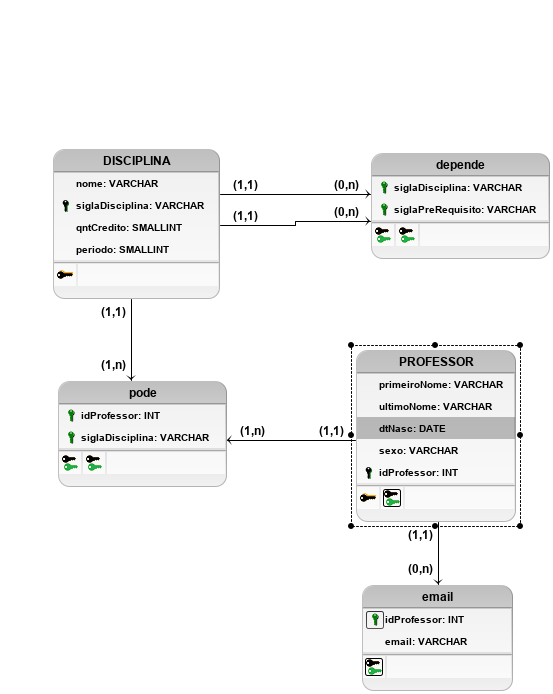 DISCIPLINA
nome: VARCHAR
siglaDisciplina: VARCHAR
qntCredito: SMALLINT
periodo: SMALLINT
(1,1)
(0,n)
(1,1)
(0,n)
depende
siglaDisciplina: VARCHAR
siglaPreRequisito: VARCHAR
(1,1)
(1,n)
pode
idProfessor: INT
siglaDisciplina: VARCHAR
(1,n)
(1,1)
PROFESSOR
primeiroNome: VARCHAR
ultimoNome: VARCHAR
dtNasc: DATE
sexo: VARCHAR
idProfessor: INT
(1,1)
(0,n)
email
idProfessor: INT
email: VARCHAR